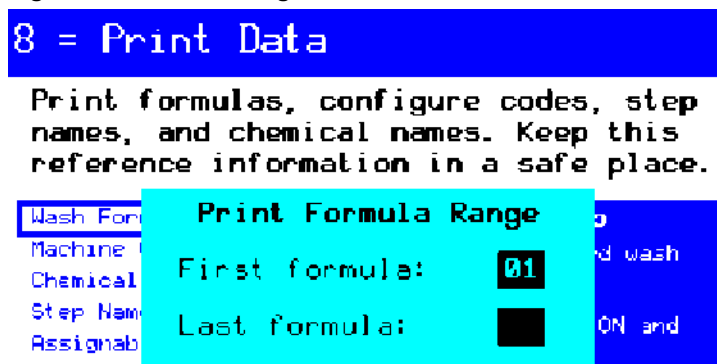 8 = Print Data
Print formulas, configure codes, step
names, and chemical names. Keep this
reference information in a safe place.
Print Formula Range
First formula: 01
Last formula:
Wash For
Machine
Chemical
Step Nam
Assignab
wash
ON and